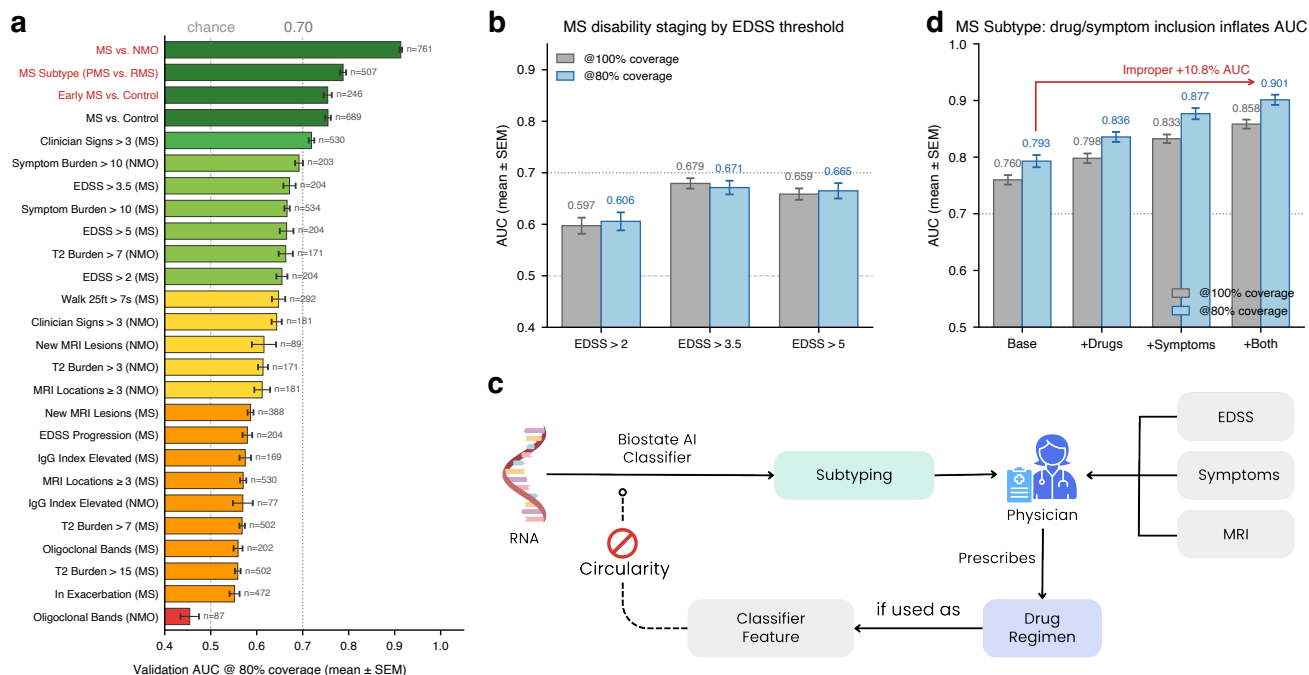 a
chance
0.70
MS vs. NMO
n=761
MS Subtype (PMS vs. RMS)
n=507
Early MS vs. Control
n=246
MS vs. Control
n=689
Clinician Signs > 3 (MS)
n=530
Symptom Burden > 10 (NMO)
n=203
EDSS > 3.5 (MS)
n=204
Symptom Burden > 10 (MS)
n=534
EDSS > 5 (MS)
n=204
T2 Burden > 7 (NMO)
n=171
EDSS > 2 (MS)
n=204
Walk 25ft > 7s (MS)
n=292
Clinician Signs > 3 (NMO)
n=181
New MRI Lesions (NMO)
n=89
T2 Burden > 3 (NMO)
n=171
MRI Locations ≥ 3 (NMO)
n=181
New MRI Lesions (MS)
n=388
EDSS Progression (MS)
n=204
IgG Index Elevated (MS)
n=169
MRI Locations ≥ 3 (MS)
n=530
IgG Index Elevated (NMO)
n=77
T2 Burden > 7 (MS)
n=502
Oligoclonal Bands (MS)
n=202
T2 Burden > 15 (MS)
n=502
In Exacerbation (MS)
n=472
Oligoclonal Bands (NMO)
n=87
0.4 0.5 0.6 0.7 0.8 0.9 1.0
Validation AUC @ 80% coverage (mean ± SEM)
b
MS disability staging by EDSS threshold
@100% coverage
@80% coverage
AUC (mean ± SEM)
0.9
0.8
0.7
0.6
0.5
0.4
0.597
0.606
0.679
0.671
0.659
0.665
EDSS > 2
EDSS > 3.5
EDSS > 5
d
MS Subtype: drug/symptom inclusion inflates AUC
Improper +10.8% AUC
AUC (mean ± SEM)
1.0
0.9
0.8
0.7
0.6
0.5
0.760
0.793
0.798
0.836
0.833
0.877
0.858
0.901
@100% coverage
@80% coverage
Base
+Drugs
+Symptoms
+Both
c
RNA
Biostate AI
Classifier
Subtyping
Physician
EDSS
Symptoms
MRI
Prescribes
Drug
Regimen
if used as
Classifier
Feature
Circularity